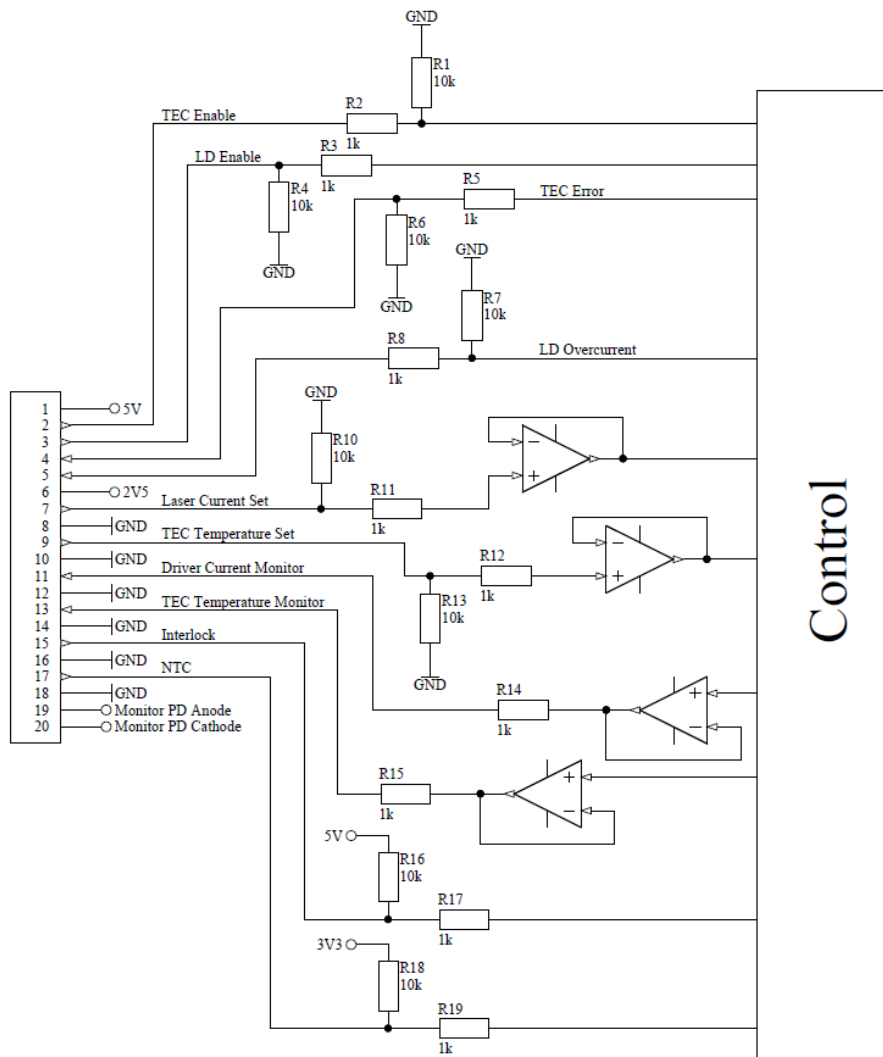 GND
R1
10k
R2
TEC Enable
1k
R3
LD Enable
1k
R4
10k
GND
R5
TEC Error
1k
R6
10k
GND
GND
R7
10k
R8
LD Overcurrent
1k
1 5V
2
3
4
5
6 2V5
7 Laser Current Set
8 GND
9 TEC Temperature Set
10 GND
11 Driver Current Monitor
12 GND
13 TEC Temperature Monitor
14 GND
15 Interlock
16 GND
17 NTC
18 GND
19 Monitor PD Anode
20 Monitor PD Cathode
GND
R10
10k
R11
1k
− +
R12
1k
− +
R13
10k
GND
R14
1k
+ −
R15
1k
+ −
5V
R16
10k
R17
1k
3V3
R18
10k
R19
1k
Control